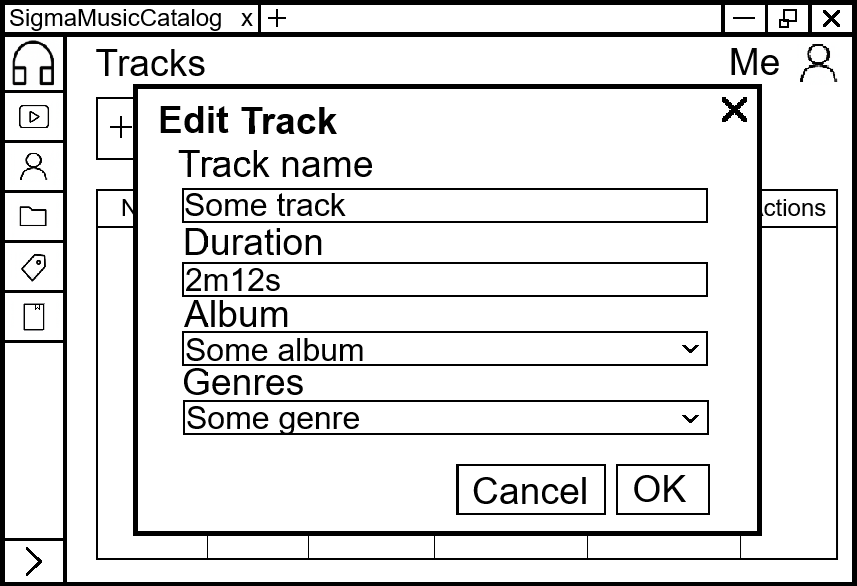 SigmaMusicCatalog x
Tracks
Me
Edit Track
Track name
Some track
Duration
2m12s
Album
Some album
Genres
Some genre
Cancel
OK